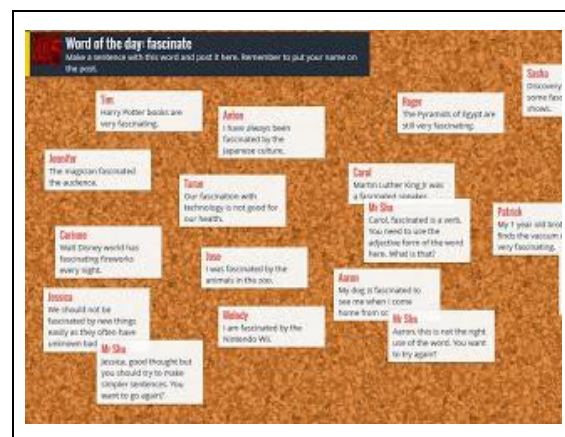 Word of the day: fascinate
Make a sentence with this word and post it here. Remember to put your name on
the post.
Sasha
Discovery
some fasc
shows.
Tim
Harry Potter books are
very fascinating.
Anton
I have always been
fascinated by the
Japanese culture.
Roger
The Pyramids of Egypt are
still very fascinating.
Jennifer
The magician fascinated
the audience.
Turun
Our fascination with
technology is not good for
our health.
Carol
Martin Luther King Jr was
a fascinated speaker.
Mr Shu
Carol, fascinated is a verb.
You need to use the
adjective form of the word
here. What is that?
Patrick
My 1 year old brot
finds the vacuum
very fascinating.
Corinne
Walt Disney world has
fascinating fireworks
every night.
Jose
I was fascinated by the
animals in the zoo.
Aaron
My dog is fascinated to
see me when I come
home from
Jessica
We should not be
fascinated by new things
easily as they often have
unknown bad
Melody
I am fascinated by the
Nintendo Wii.
Mr Shu
Aaron, this is not the right
use of the word. You want
to try again?
Mr Shu
Jessica, good thought but
you should try to make
simpler sentences. You
want to go again?